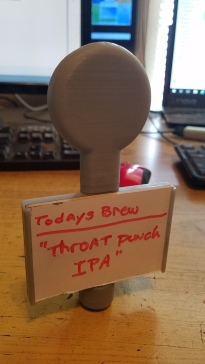 Todays Brew
"Throat Punch
IPA"